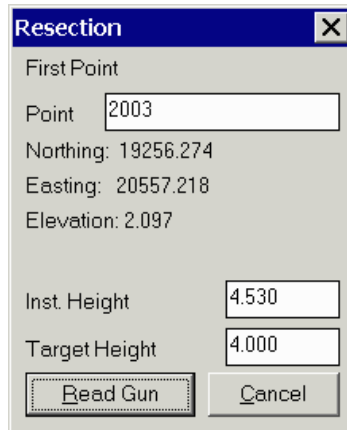 Resection
First Point
Point 2003
Northing: 19256.274
Easting: 20557.218
Elevation: 2.097
Inst. Height 4.530
Target Height 4.000
Read Gun Cancel